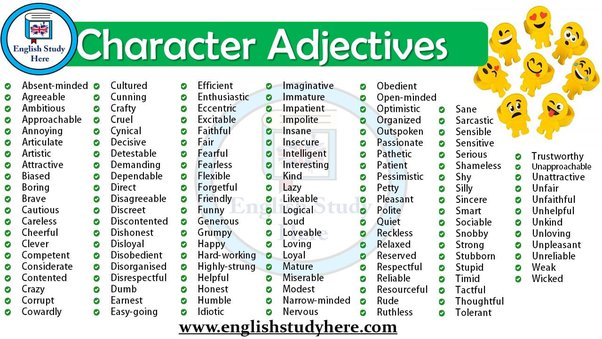 English Study
Here
Character Adjectives
Absent-minded
Agreeable
Ambitious
Approachable
Annoying
Articulate
Artistic
Attractive
Biased
Boring
Brave
Cautious
Careless
Cheerful
Clever
Competent
Considerate
Contented
Crazy
Corrupt
Cowardly
Cultured
Cunning
Crafty
Cruel
Cynical
Decisive
Detestable
Demanding
Dependable
Direct
Disagreeable
Discreet
Discontented
Dishonest
Disloyal
Disobedient
Disorganised
Disrespectful
Dumb
Earnest
Easy-going
Efficient
Enthusiastic
Eccentric
Excitable
Faithful
Fair
Fearful
Fearless
Flexible
Forgetful
Friendly
Funny
Generous
Grumpy
Happy
Hard-working
Highly-strung
Helpful
Honest
Humble
Idiotic
Imaginative
Immature
Impatient
Impolite
Insane
Insecure
Intelligent
Interesting
Kind
Lazy
Likeable
Logical
Loud
Loveable
Loving
Loyal
Mature
Miserable
Modest
Narrow-minded
Nervous
Obedient
Open-minded
Optimistic
Organized
Outspoken
Passionate
Pathetic
Patient
Pessimistic
Petty
Pleasant
Polite
Quiet
Reckless
Relaxed
Reserved
Respectful
Reliable
Resourceful
Rude
Ruthless
Sane
Sarcastic
Sensible
Sensitive
Serious
Shameless
Shy
Silly
Sincere
Smart
Sociable
Snobby
Strong
Stubborn
Stupid
Timid
Tactful
Thoughtful
Tolerant
Trustworthy
Unapproachable
Unattractive
Unfair
Unfaithful
Unhelpful
Unkind
Unloving
Unpleasant
Unreliable
Weak
Wicked
English Study
Here
www.englishstudyhere.com